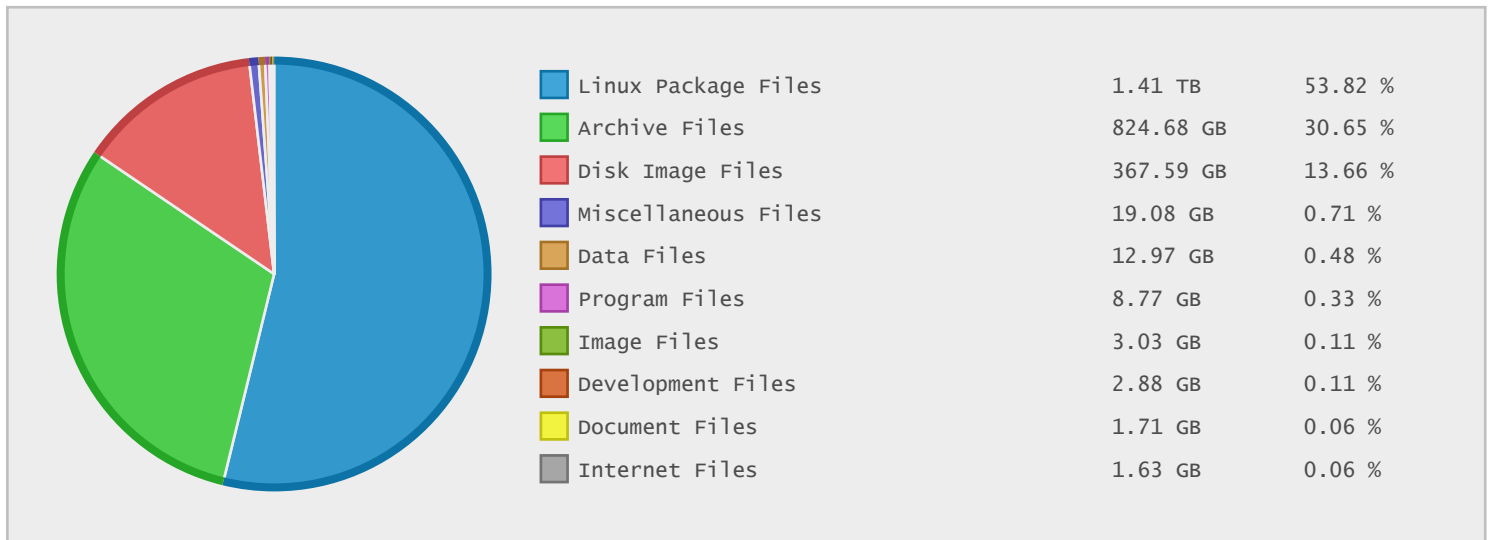 Linux Package Files 1.41 TB 53.82 %
Archive Files 824.68 GB 30.65 %
Disk Image Files 367.59 GB 13.66 %
Miscellaneous Files 19.08 GB 0.71 %
Data Files 12.97 GB 0.48 %
Program Files 8.77 GB 0.33 %
Image Files 3.03 GB 0.11 %
Development Files 2.88 GB 0.11 %
Document Files 1.71 GB 0.06 %
Internet Files 1.63 GB 0.06 %